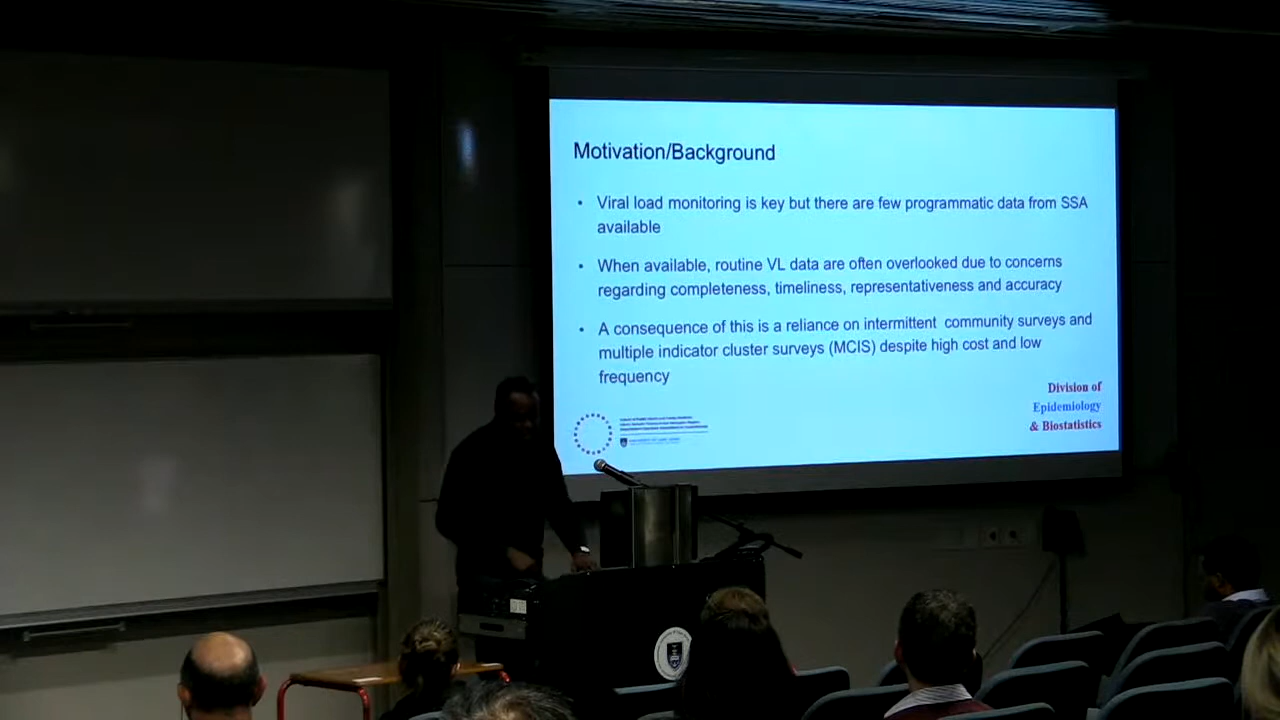 Motivation/Background
• Viral load monitoring is key but there are few programmatic data from SSA
available
• When available, routine VL data are often overlooked due to concerns
regarding completeness, timeliness, representativeness and accuracy
• A consequence of this is a reliance on intermittent community surveys and
multiple indicator cluster surveys (MCIS) despite high cost and low
frequency
Division of
Epidemiology
& Biostatistics